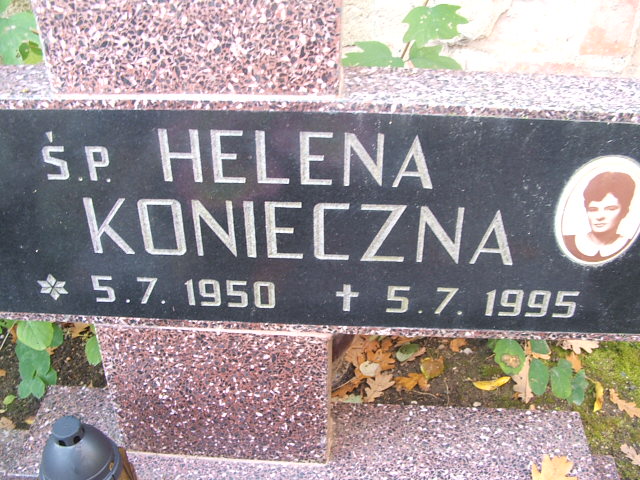 Ś.P. HELENA
KONIECZNA
* 5.7.1950 ✝ 5.7.1995